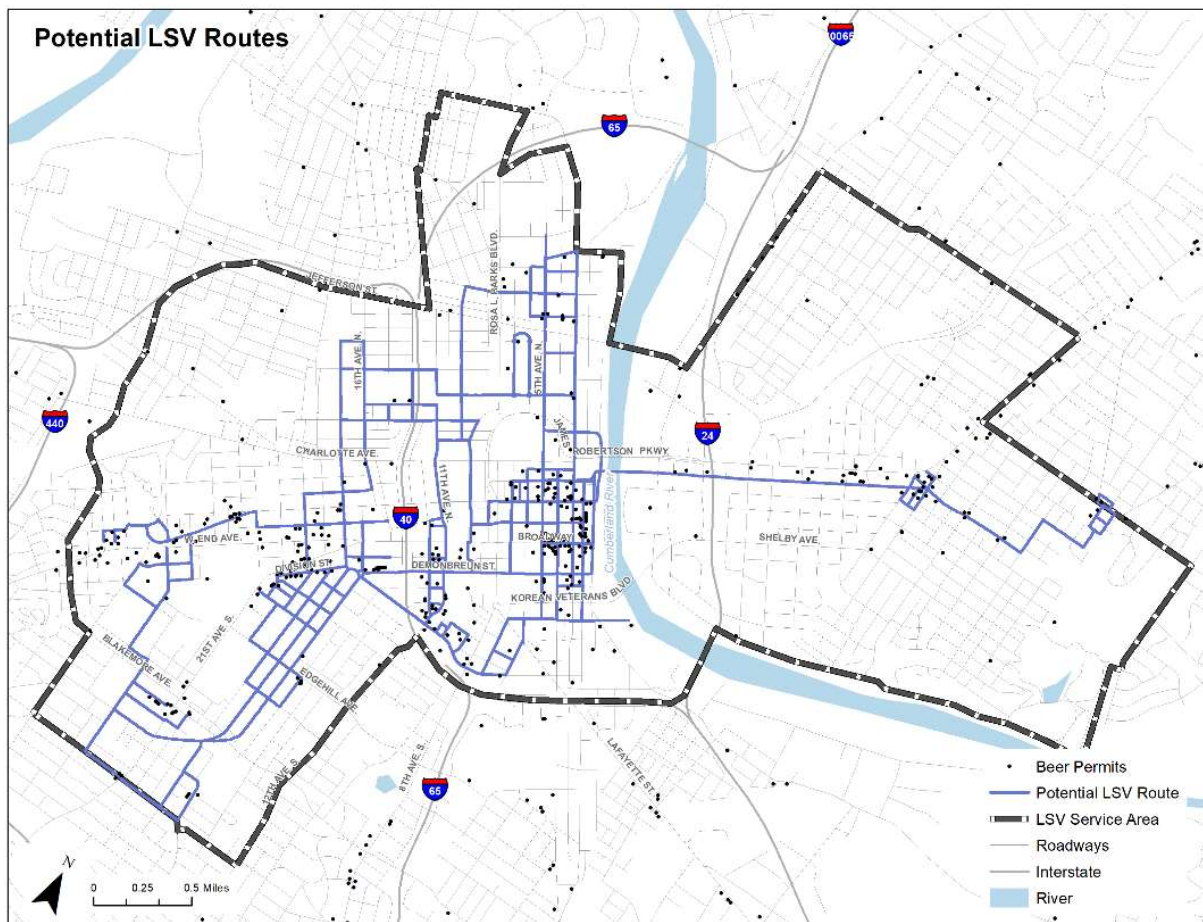 Potential LSV Routes
0065
65
JEFFERSON ST.
ROSA L. PARKS BLVD.
16TH AVE. N.
5TH AVE. N.
440
24
JAMES
ROBERTSON PKWY
CHARLOTTE AVE.
11TH AVE. N.
40
Cumberland River
W END AVE.
BROADWAY
SHELBY AVE.
DIVISION ST.
DEMONBREUN ST.
KOREAN VETERANS BLVD
21ST AVE. S.
BLAKEMORE AVE.
EDGEHILL AVE.
12TH AVE. S
8TH AVE. S.
LAFAYETTE ST.
65
N
0 0.25 0.5 Miles
Beer Permits
Potential LSV Route
LSV Service Area
Roadways
Interstate
River